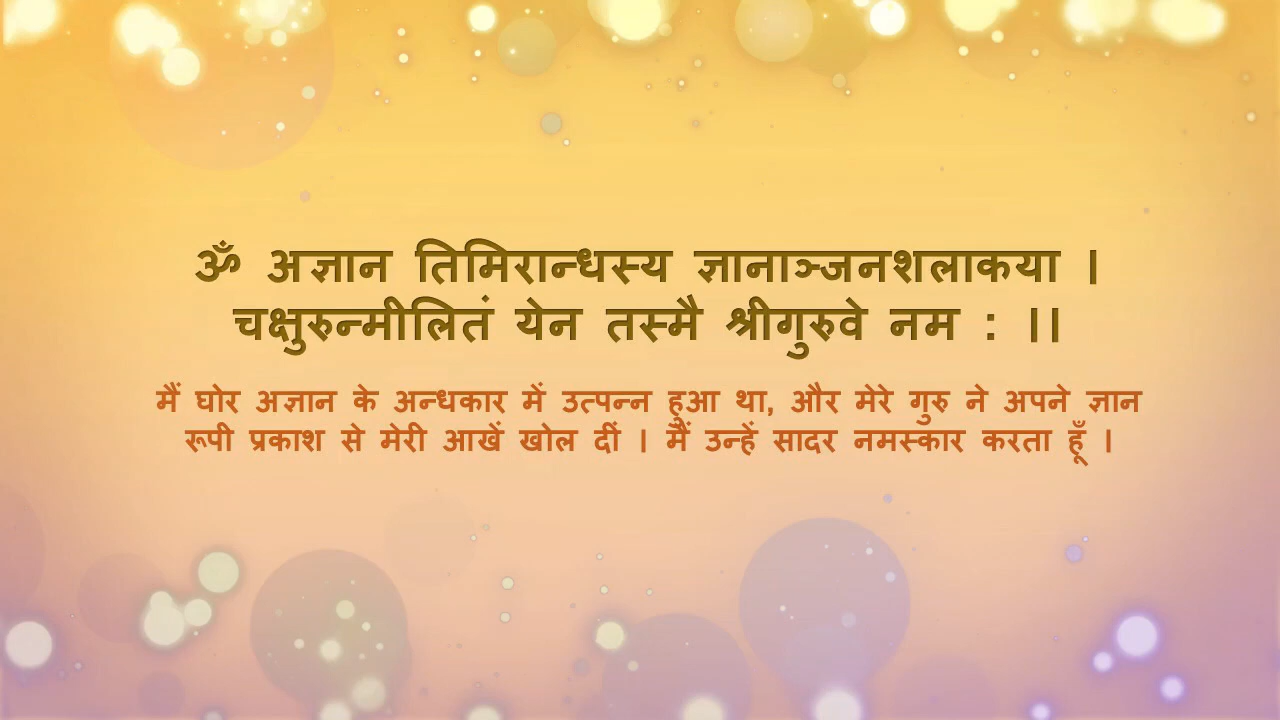 ॐ अज्ञान तिमिरान्धस्य ज्ञानाञ्जनशलाकया ।
चक्षुरुन्मीलितं येन तस्मै श्रीगुरुवे नम : ।।
मैं घोर अज्ञान के अन्धकार में उत्पन्न हुआ था, और मेरे गुरु ने अपने ज्ञान
रूपी प्रकाश से मेरी आखें खोल दीं । मैं उन्हें सादर नमस्कार करता हूँ ।